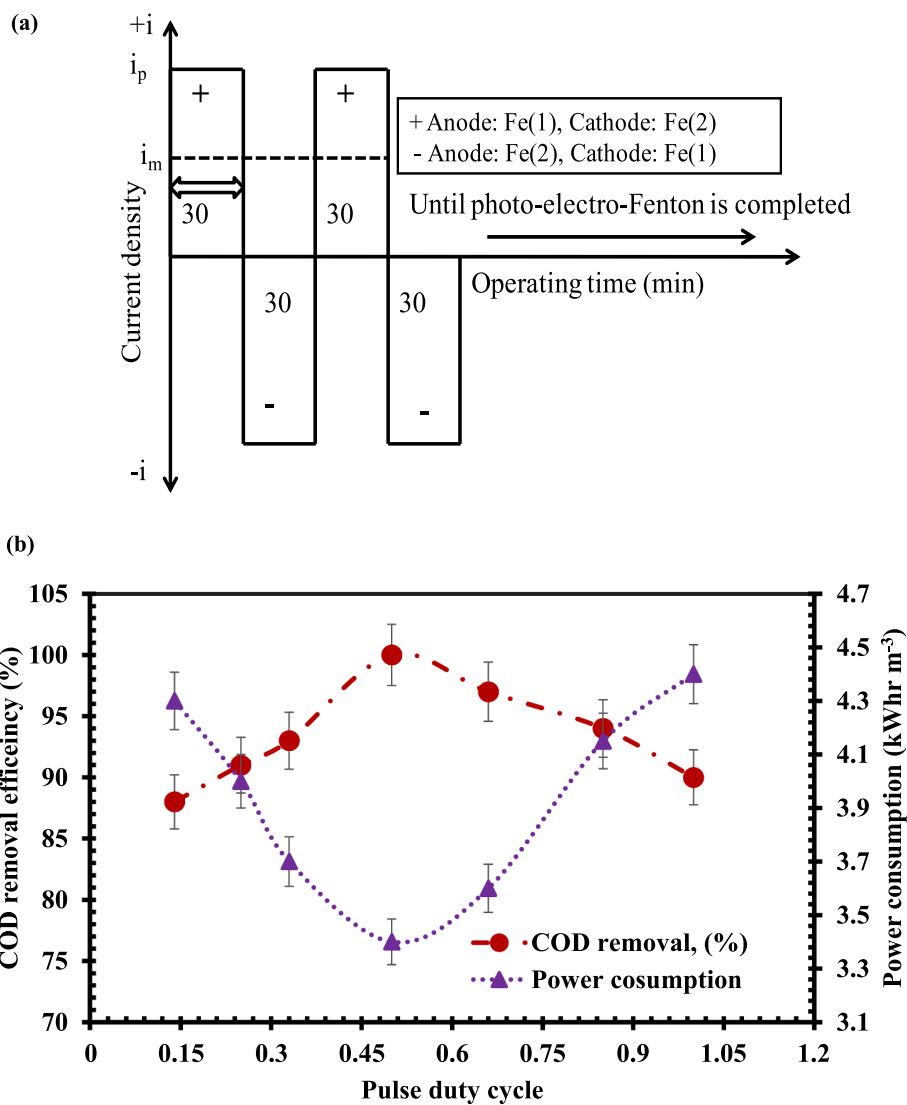 (a)
+i
i_p
+
+
+ Anode: Fe(1), Cathode: Fe(2)
- Anode: Fe(2), Cathode: Fe(1)
i_m
30
30
Until photo-electro-Fenton is completed
Current density
Operating time (min)
30
30
-
-
-i
(b)
105
100
95
90
85
80
75
70
COD removal efficeincy (%)
4.7
4.5
4.3
4.1
3.9
3.7
3.5
3.3
3.1
Power consumption (kWhr m⁻³)
COD removal, (%)
Power cosumption
0
0.15
0.3
0.45
0.6
0.75
0.9
1.05
1.2
Pulse duty cycle